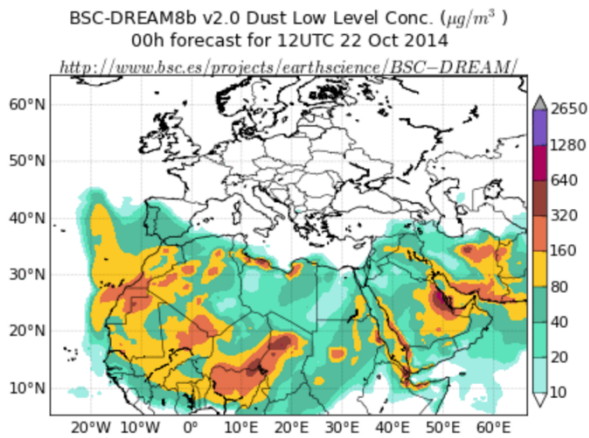 BSC-DREAM8b v2.0 Dust Low Level Conc. (μg/m³ )
00h forecast for 12UTC 22 Oct 2014
http://www.bsc.es/projects/earthscience/BSC−DREAM/
60°N
50°N
40°N
30°N
20°N
10°N
20°W 10°W 0° 10°E 20°E 30°E 40°E 50°E 60°E
2650
1280
640
320
160
80
40
20
10